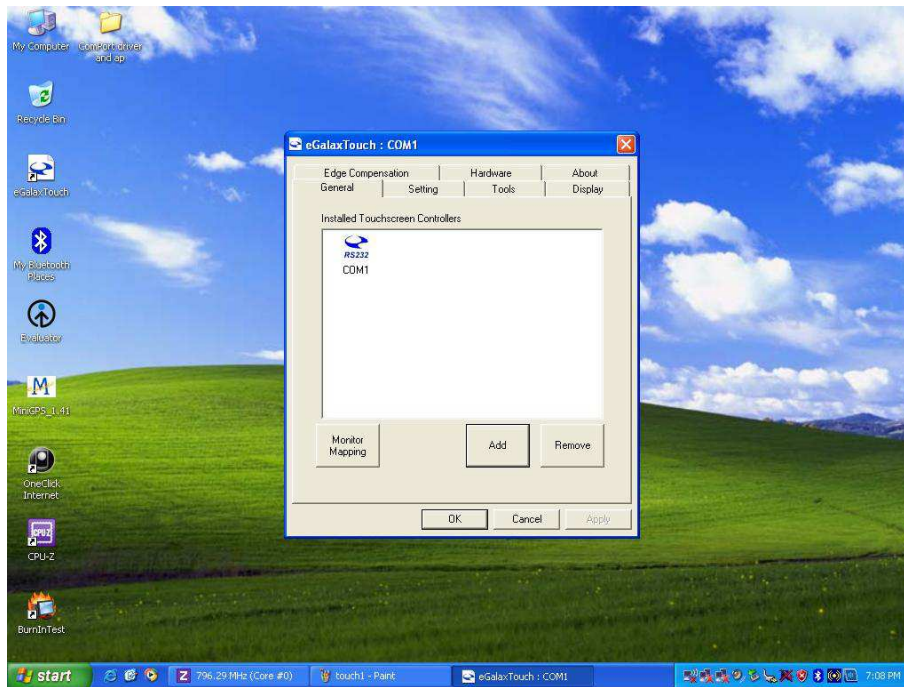 My Computer
ComPort driver and ap
Recycle Bin
eGalaxTouch
My Bluetooth Places
Evaluator
MiniGPS_1.41
OneClick Internet
CPU-Z
BurnInTest
eGalaxTouch : COM1
Edge Compensation
Hardware
About
General
Setting
Tools
Display
Installed Touchscreen Controllers
RS232
COM1
Monitor
Mapping
Add
Remove
OK
Cancel
Apply
start
796.29 MHz (Core #0)
touch1 - Paint
eGalaxTouch : COM1
7:08 PM